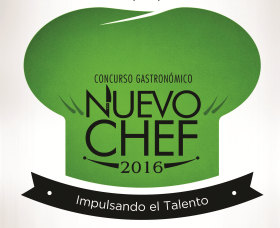 CONCURSO GASTRONÓMICO
NUEVO
CHEF
2016
Impulsando el Talento